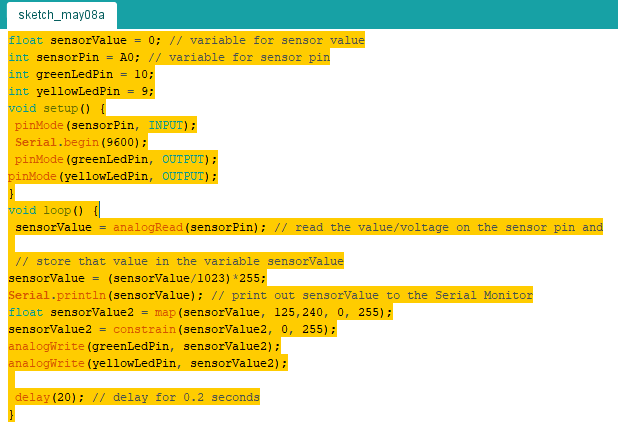 sketch_may08a
float sensorValue = 0; // variable for sensor value
int sensorPin = A0; // variable for sensor pin
int greenLedPin = 10;
int yellowLedPin = 9;
void setup() {
pinMode(sensorPin, INPUT);
Serial.begin(9600);
pinMode(greenLedPin, OUTPUT);
pinMode(yellowLedPin, OUTPUT);
}
void loop() {
sensorValue = analogRead(sensorPin); // read the value/voltage on the sensor pin and
// store that value in the variable sensorValue
sensorValue = (sensorValue/1023)*255;
Serial.println(sensorValue); // print out sensorValue to the Serial Monitor
float sensorValue2 = map(sensorValue, 125,240, 0, 255);
sensorValue2 = constrain(sensorValue2, 0, 255);
analogWrite(greenLedPin, sensorValue2);
analogWrite(yellowLedPin, sensorValue2);
delay(20); // delay for 0.2 seconds
}